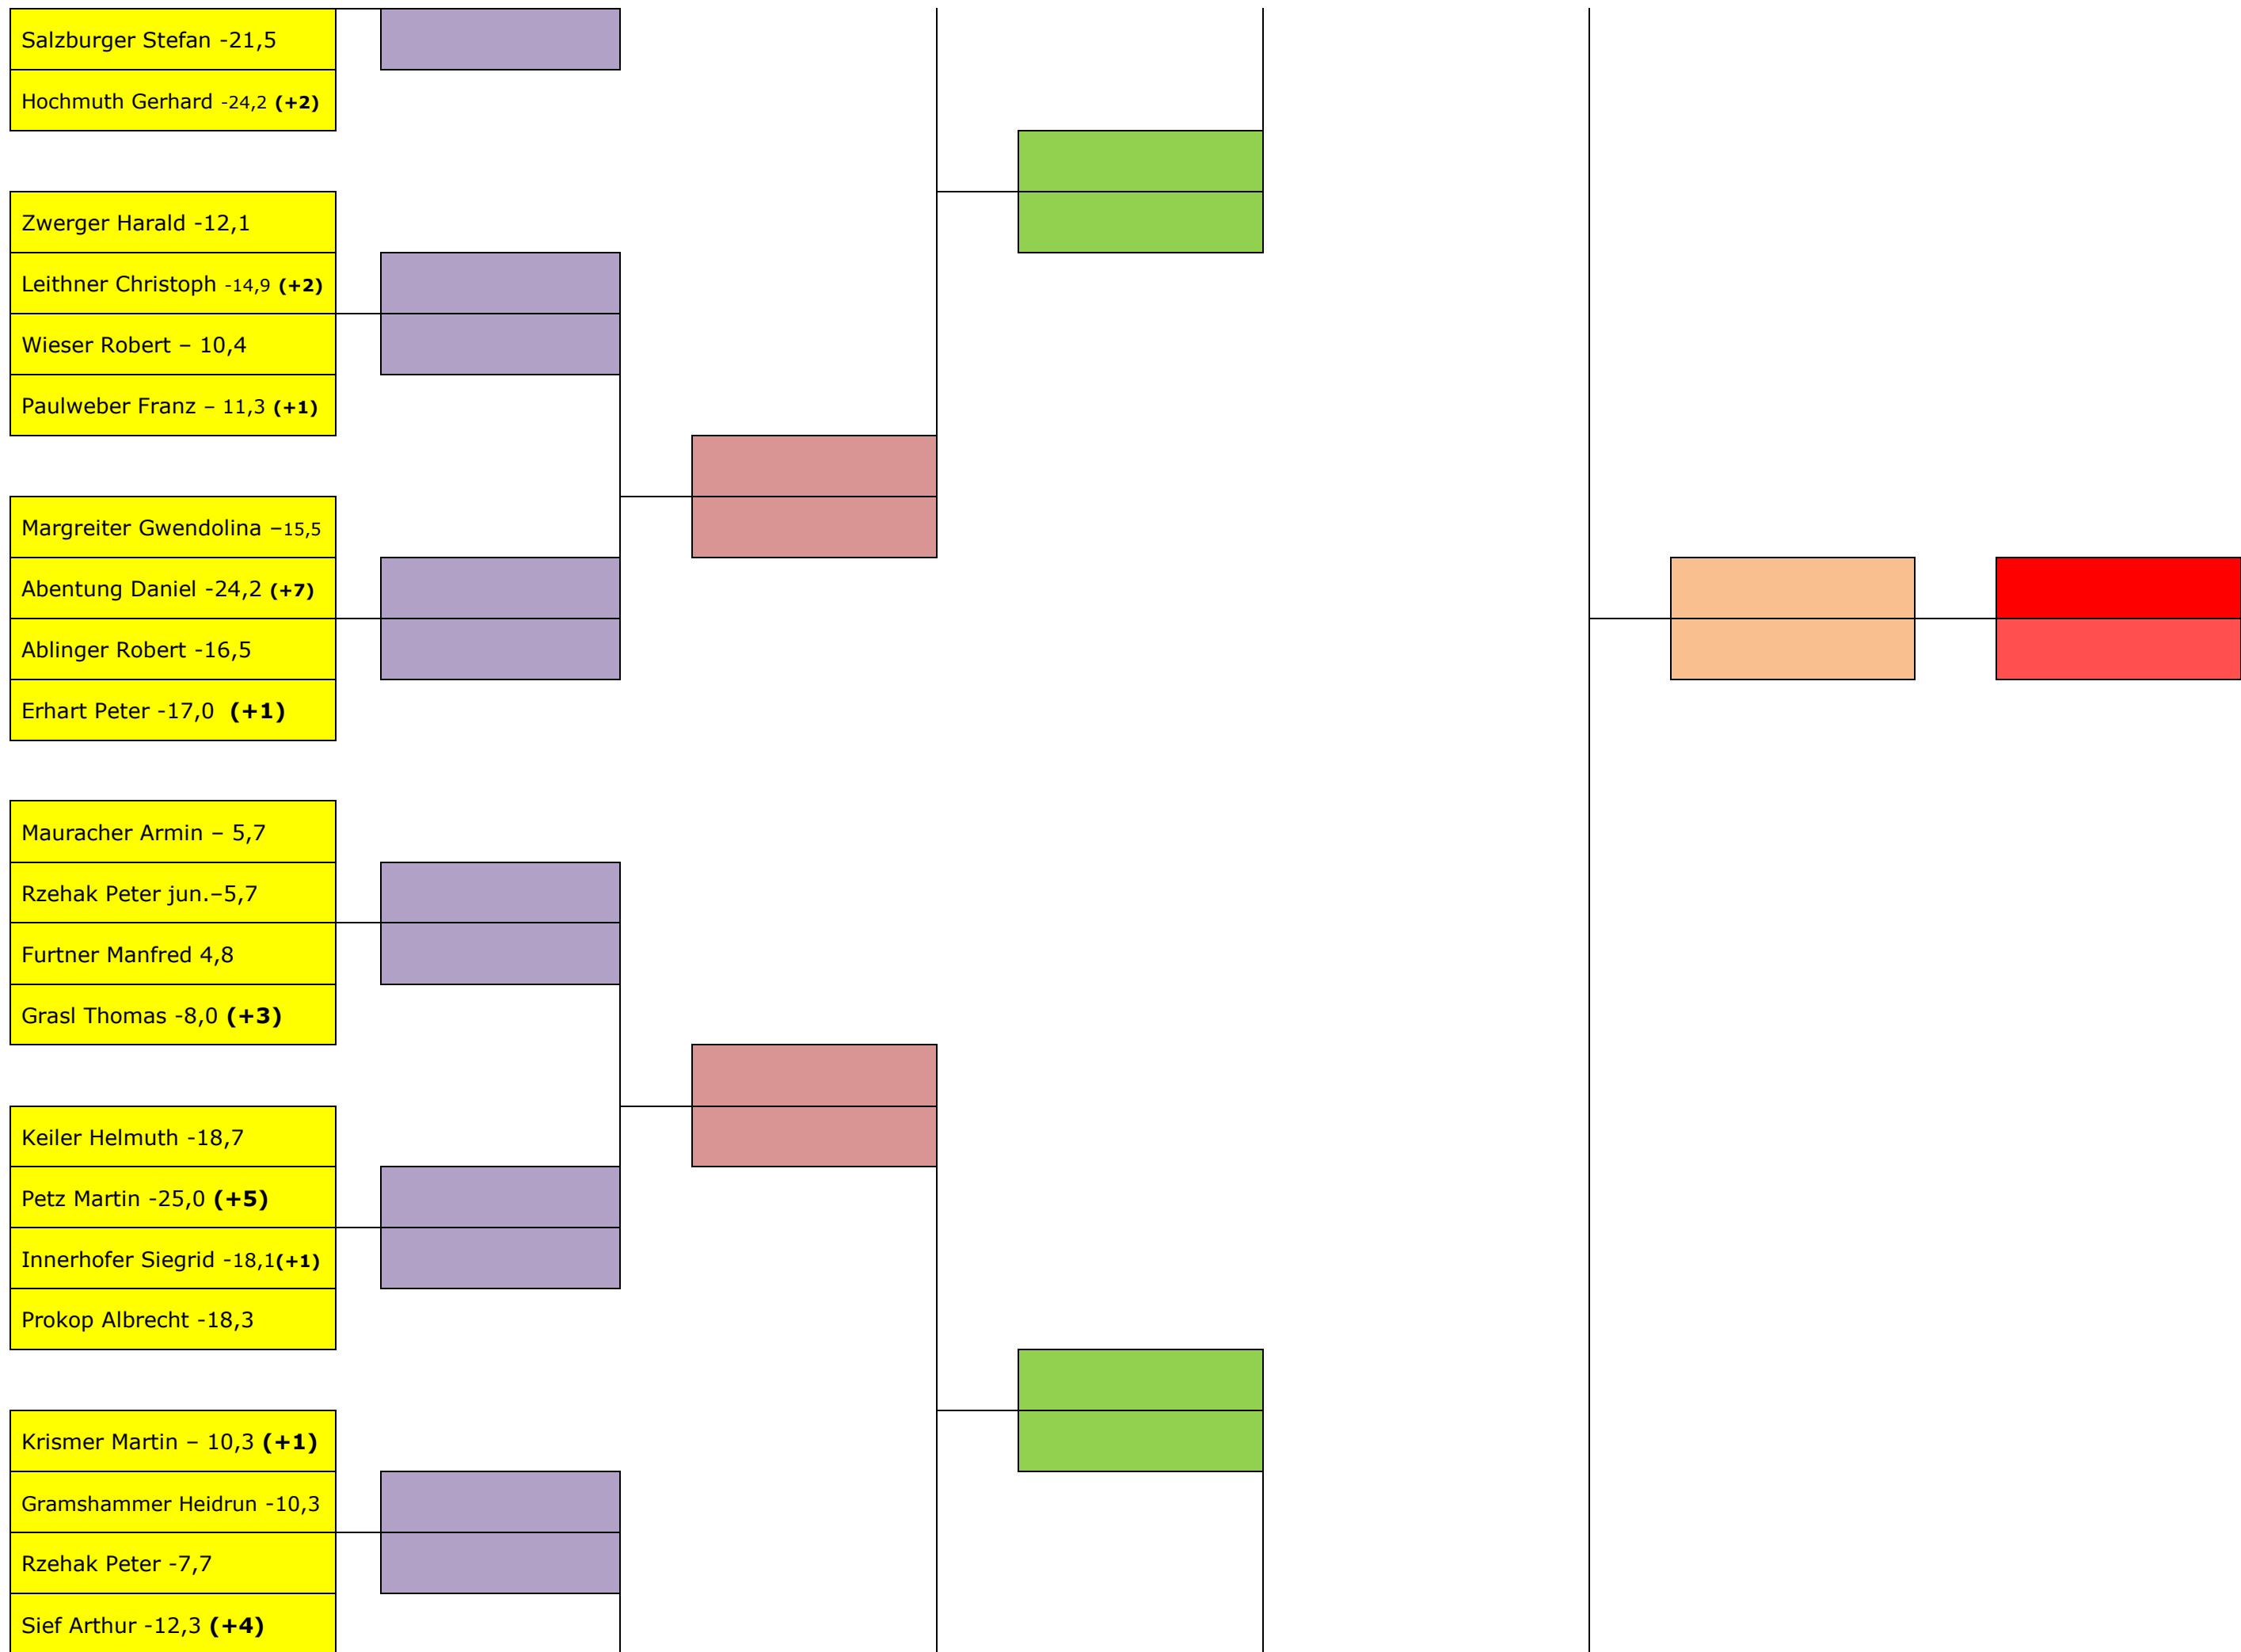 Salzburger Stefan -21,5
Hochmuth Gerhard -24,2 (+2)
Zwerger Harald -12,1
Leithner Christoph -14,9 (+2)
Wieser Robert – 10,4
Paulweber Franz – 11,3 (+1)
Margreiter Gwendolina –15,5
Abentung Daniel -24,2 (+7)
Ablinger Robert -16,5
Erhart Peter -17,0 (+1)
Mauracher Armin – 5,7
Rzehak Peter jun.–5,7
Furtner Manfred 4,8
Grasl Thomas -8,0 (+3)
Keiler Helmuth -18,7
Petz Martin -25,0 (+5)
Innerhofer Siegrid -18,1(+1)
Prokop Albrecht -18,3
Krismer Martin – 10,3 (+1)
Gramshammer Heidrun -10,3
Rzehak Peter -7,7
Sief Arthur -12,3 (+4)